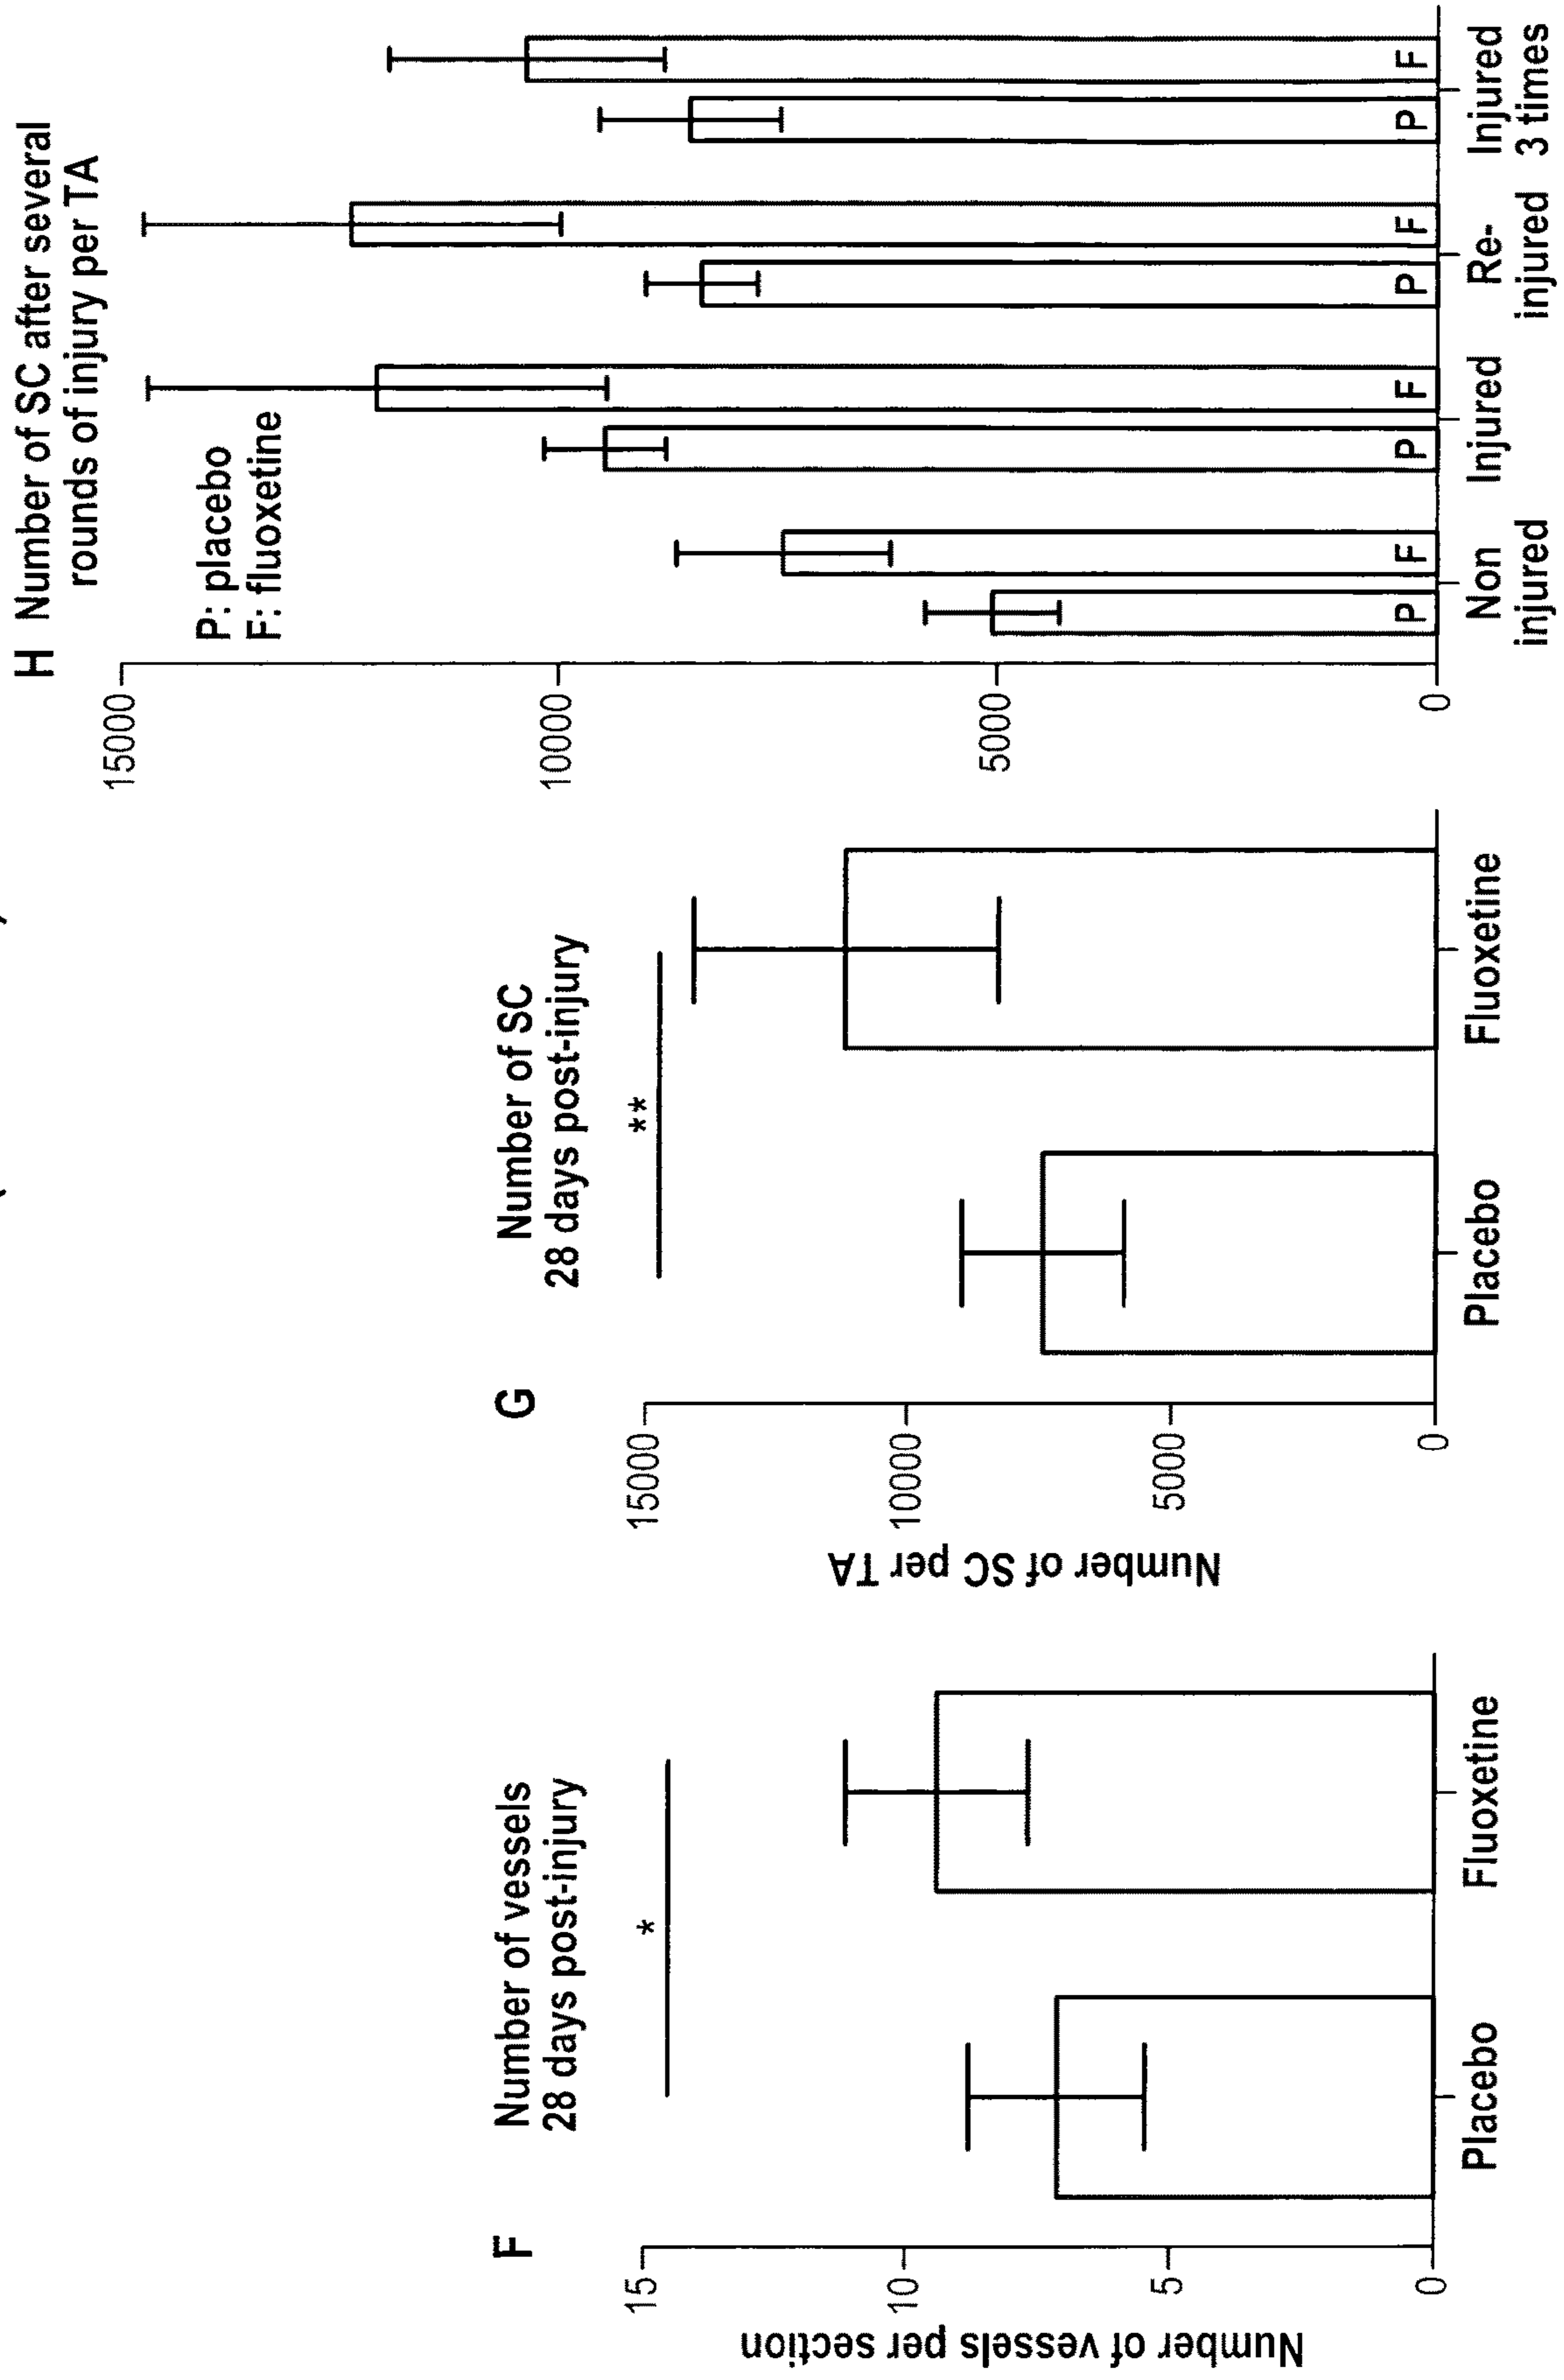 F
Number of vessels
28 days post-injury
*
15
10
5
0
Number of vessels per section
Placebo
Fluoxetine
G
Number of SC
28 days post-injury
**
15000
10000
5000
0
Number of SC per TA
Placebo
Fluoxetine
H Number of SC after several
rounds of injury per TA
P: placebo
F: fluoxetine
15000
10000
5000
0
P F P F P F P F
Non
injured
Injured
Re-
injured
Injured
3 times